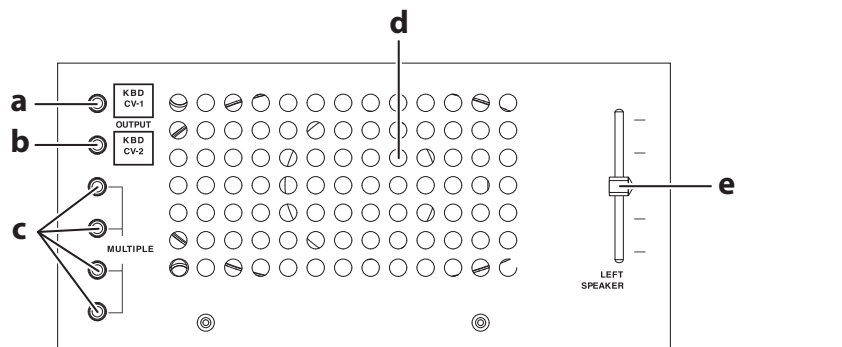 d
a
KBD
CV-1
OUTPUT
b
KBD
CV-2
e
c
MULTIPLE
LEFT
SPEAKER